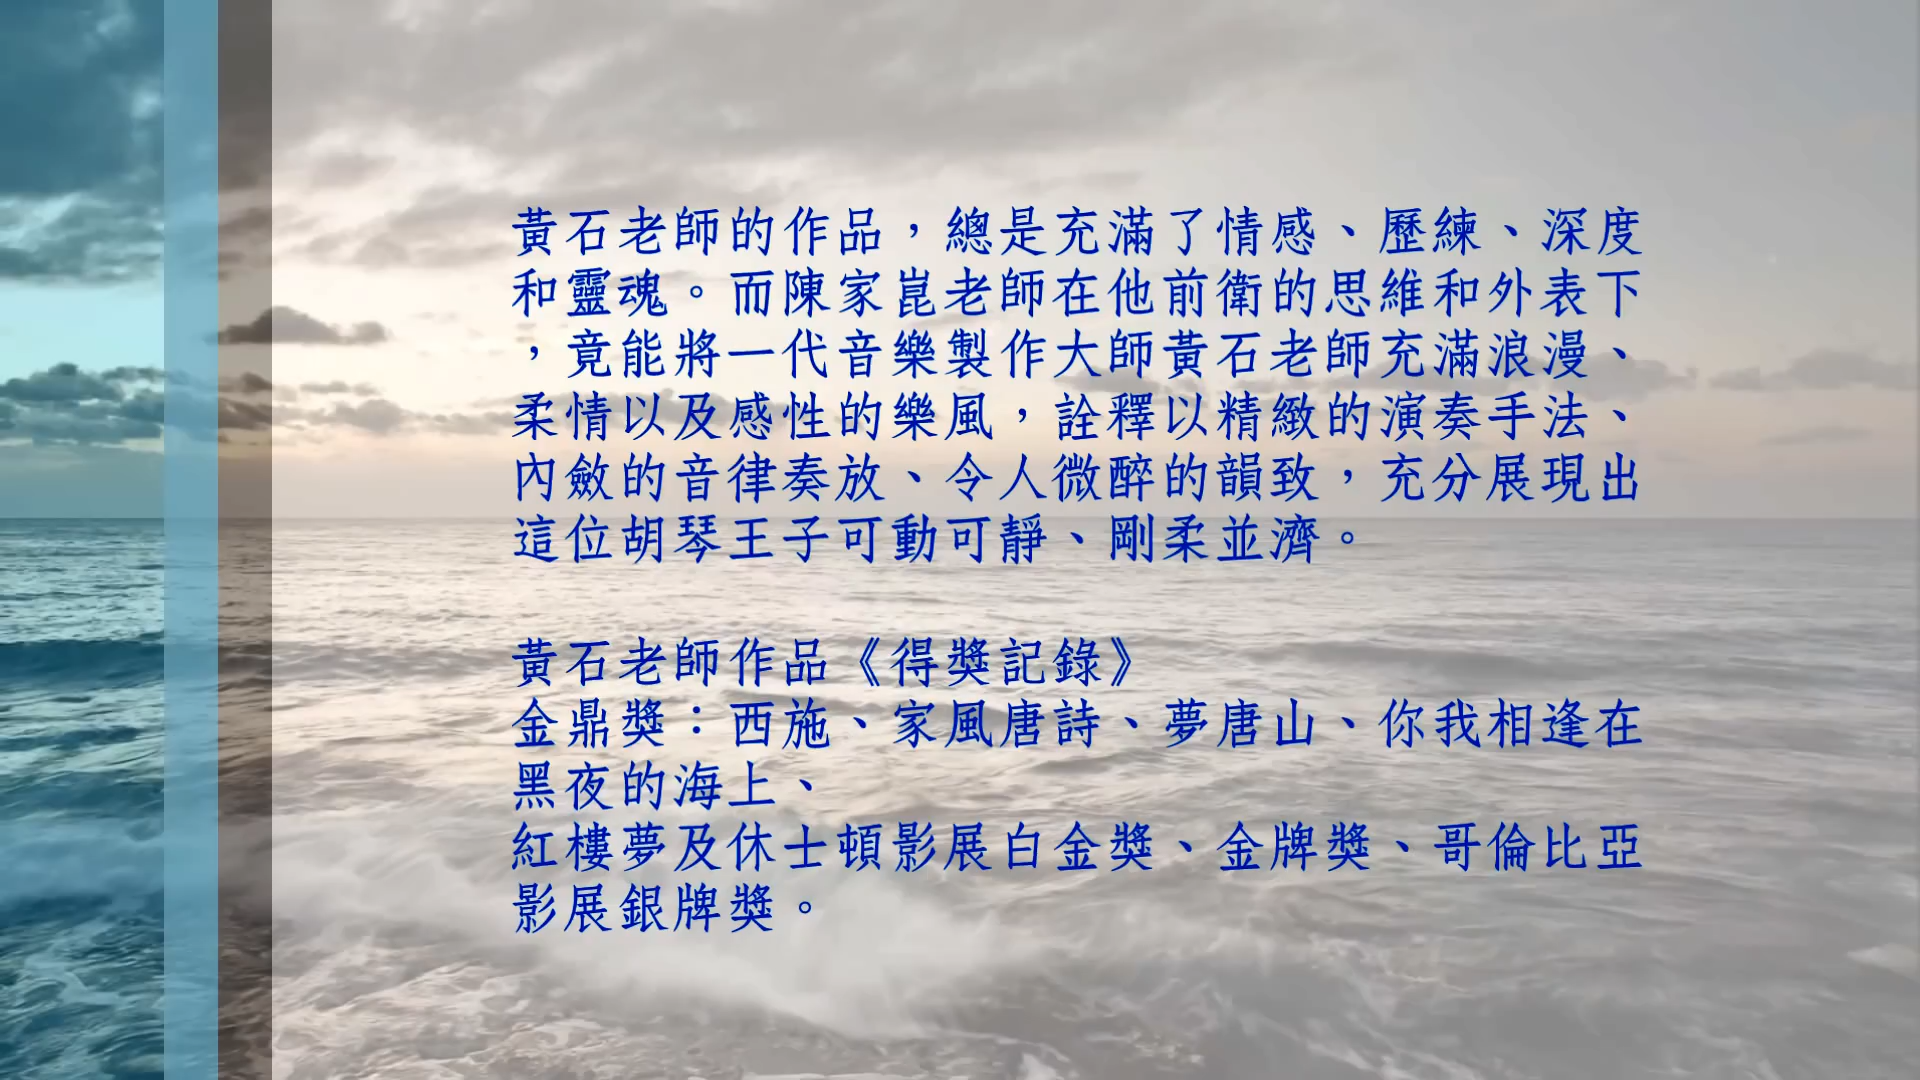 黃石老師的作品，總是充滿了情感、歷練、深度
和靈魂。而陳家崑老師在他前衛的思維和外表下
，竟能將一代音樂製作大師黃石老師充滿浪漫、
柔情以及感性的樂風，詮釋以精緻的演奏手法、
內斂的音律奏放、令人微醉的韻致，充分展現出
這位胡琴王子可動可靜、剛柔並濟。
黃石老師作品《得獎記錄》
金鼎獎：西施、家風唐詩、夢唐山、你我相逢在
黑夜的海上、
紅樓夢及休士頓影展白金獎、金牌獎、哥倫比亞
影展銀牌獎。